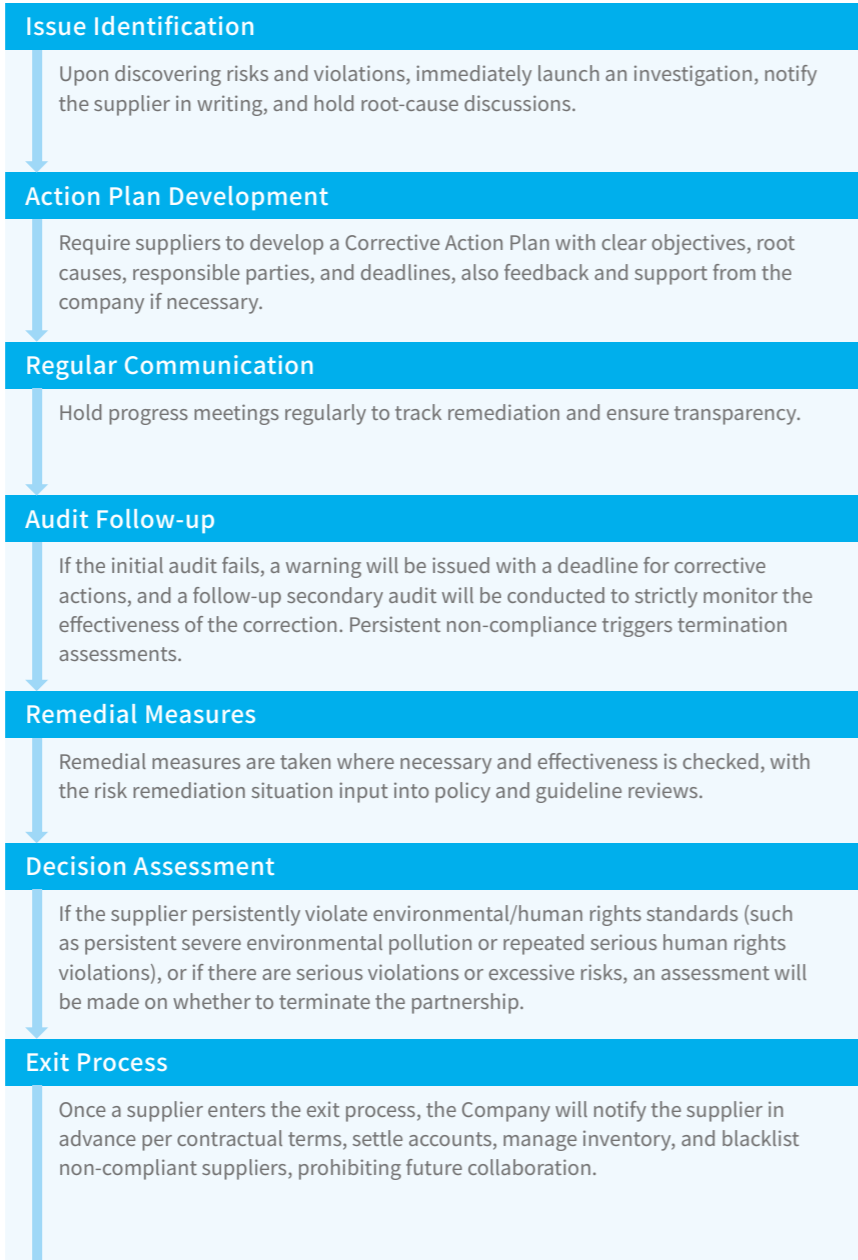 Issue Identification
Upon discovering risks and violations, immediately launch an investigation, notify
the supplier in writing, and hold root-cause discussions.
Action Plan Development
Require suppliers to develop a Corrective Action Plan with clear objectives, root
causes, responsible parties, and deadlines, also feedback and support from the
company if necessary.
Regular Communication
Hold progress meetings regularly to track remediation and ensure transparency.
Audit Follow-up
If the initial audit fails, a warning will be issued with a deadline for corrective
actions, and a follow-up secondary audit will be conducted to strictly monitor the
effectiveness of the correction. Persistent non-compliance triggers termination
assessments.
Remedial Measures
Remedial measures are taken where necessary and effectiveness is checked, with
the risk remediation situation input into policy and guideline reviews.
Decision Assessment
If the supplier persistently violate environmental/human rights standards (such
as persistent severe environmental pollution or repeated serious human rights
violations), or if there are serious violations or excessive risks, an assessment will
be made on whether to terminate the partnership.
Exit Process
Once a supplier enters the exit process, the Company will notify the supplier in
advance per contractual terms, settle accounts, manage inventory, and blacklist
non-compliant suppliers, prohibiting future collaboration.